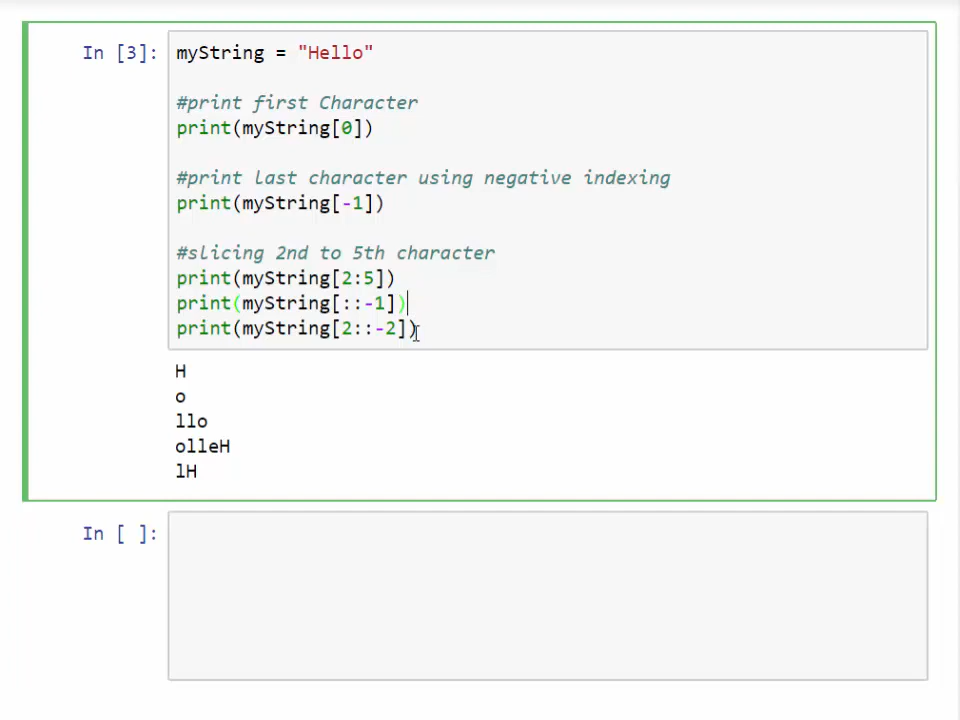 In [3]: myString = "Hello"
#print first Character
print(myString[0])
#print last character using negative indexing
print(myString[-1])
#slicing 2nd to 5th character
print(myString[2:5])
print(myString[::-1])
print(myString[2::-2])
H
o
llo
olleH
lH
In [ ]: